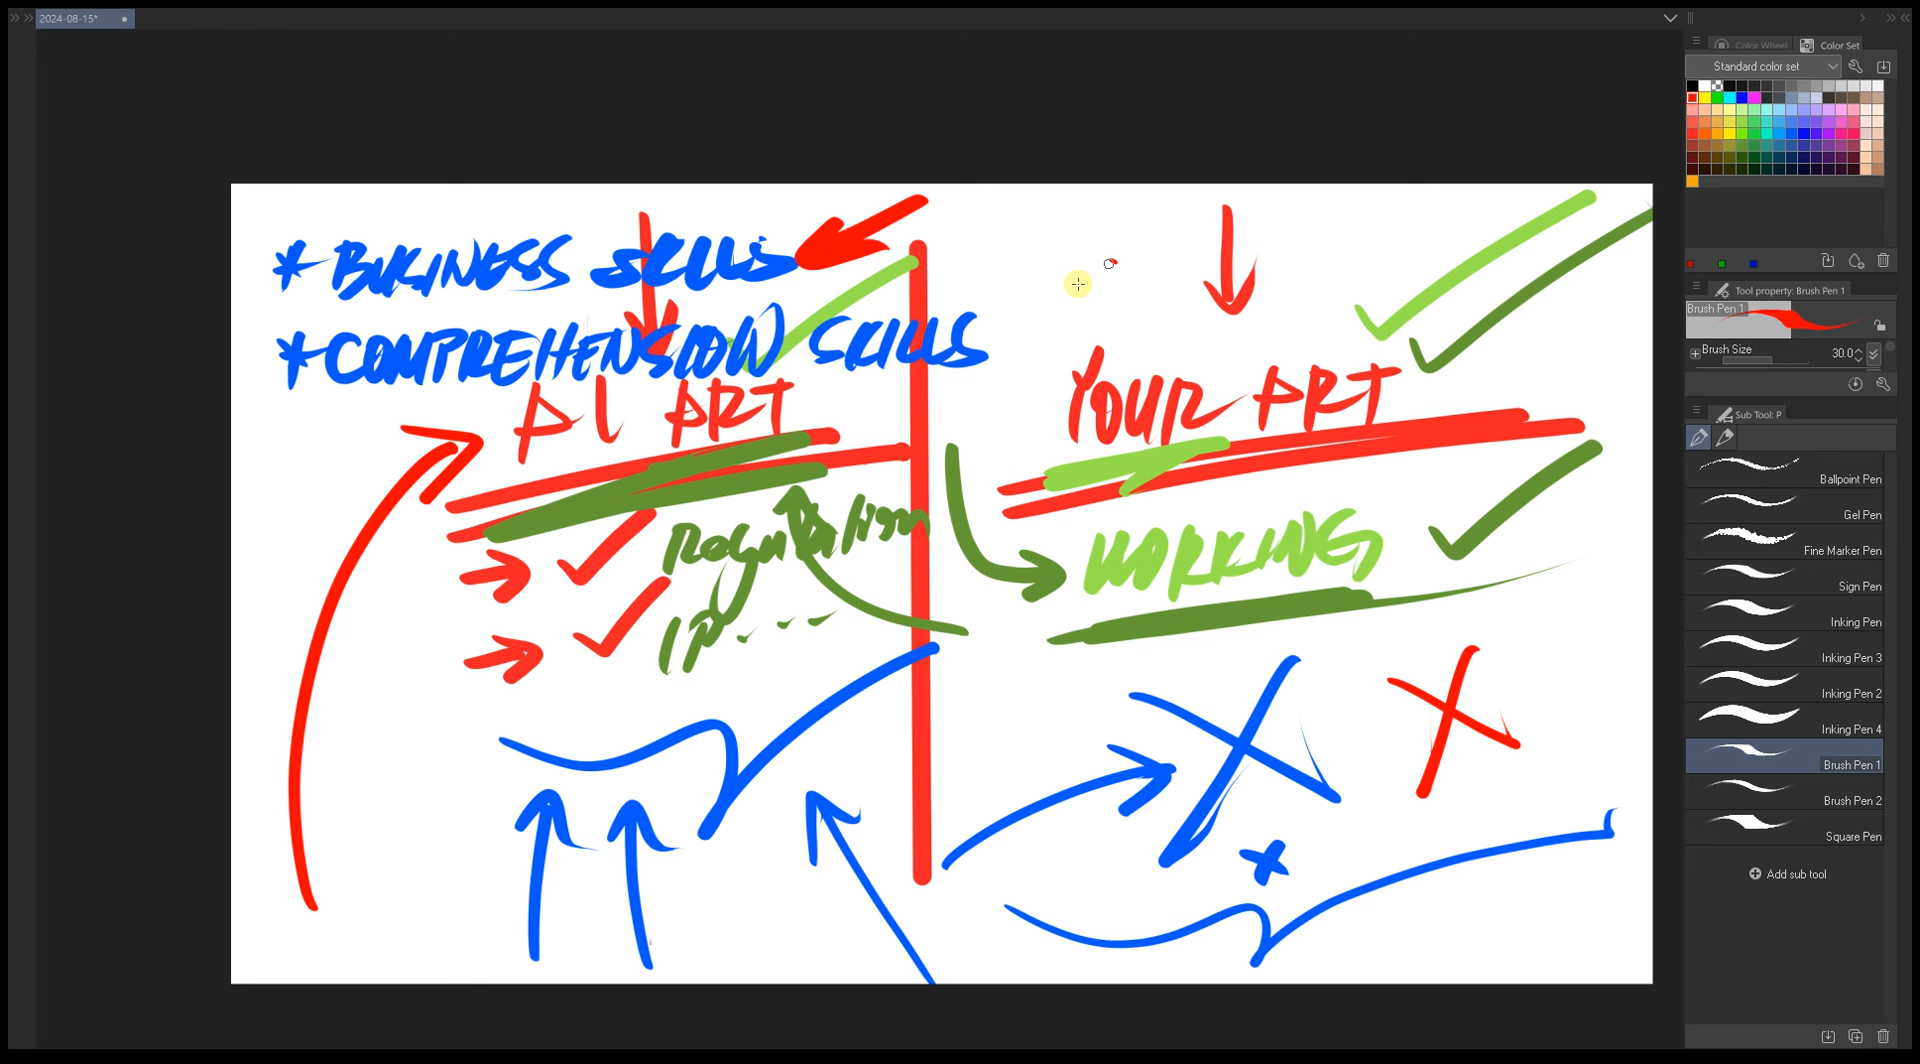 2024-08-15*
Color Wheel
Color Set
Standard color set
Tool property: Brush Pen 1
Brush Pen 1
Brush Size
30.0
Sub Tool: P
Ballpoint Pen
Gel Pen
Fine Marker Pen
Sign Pen
Inking Pen
Inking Pen 3
Inking Pen 2
Inking Pen 4
Brush Pen 1
Brush Pen 2
Square Pen
Add sub tool
*BUSINESS SKILLS
*COMPREHENSION SKILLS
AI ART
YOUR ART
Regulation
IP....
WORKING